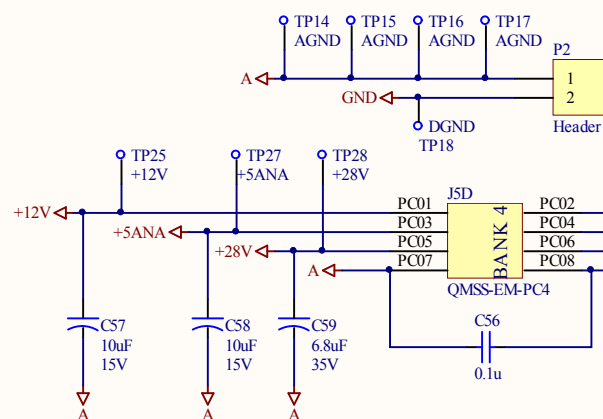 TP14 TP15 TP16 TP17
AGND AGND AGND AGND
P2
A
1
GND
2
DGND
TP18
Header
TP25 TP27 TP28
+12V +5ANA +28V
J5D
+12V PC01 PC02
+5ANA PC03 PC04
+28V PC05 PC06
A PC07 PC08
BANK 4
QMSS-EM-PC4
C57 C58 C59 C56
10uF 10uF 6.8uF
15V 15V 35V 0.1u
A A A